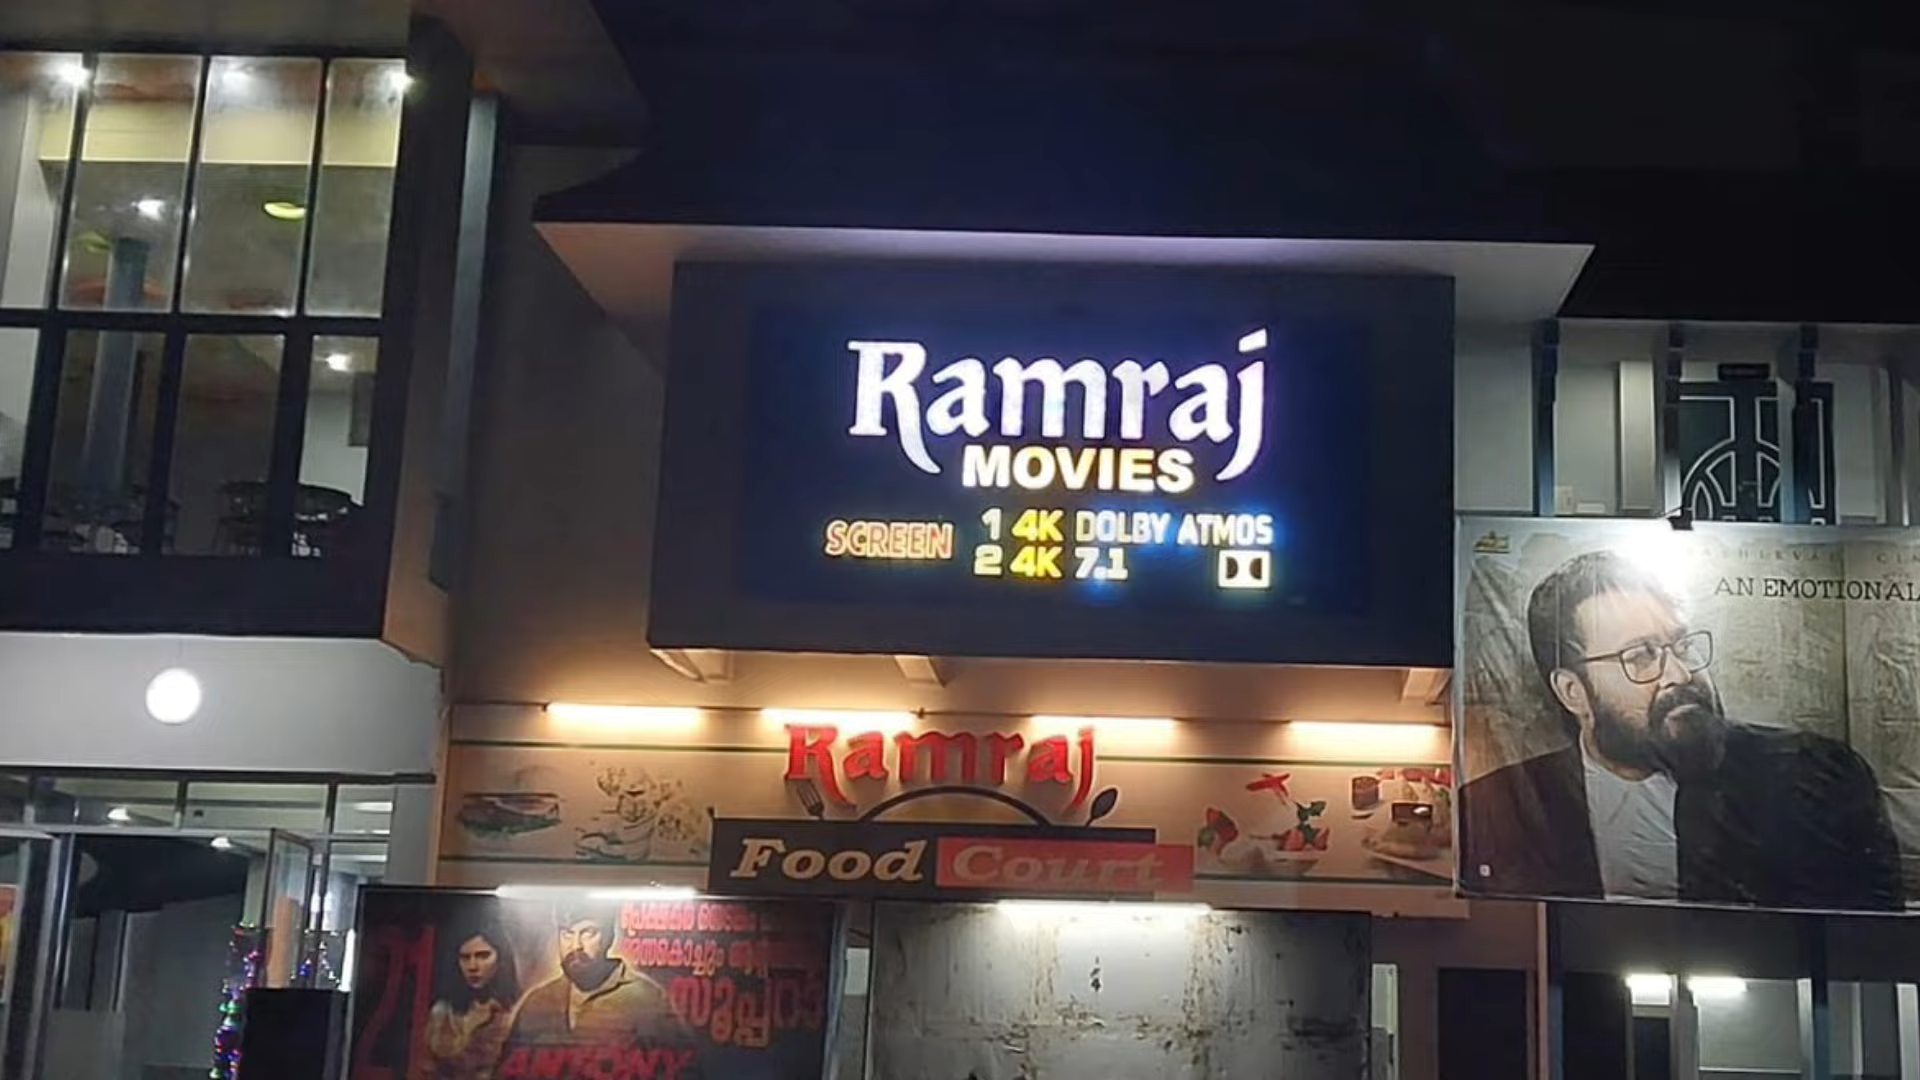 Ramraj
MOVIES
SCREEN
1 4K DOLBY ATMOS
2 4K 7.1
AN EMOTIONAL
Ramraj
Food Court
21
ANTONY